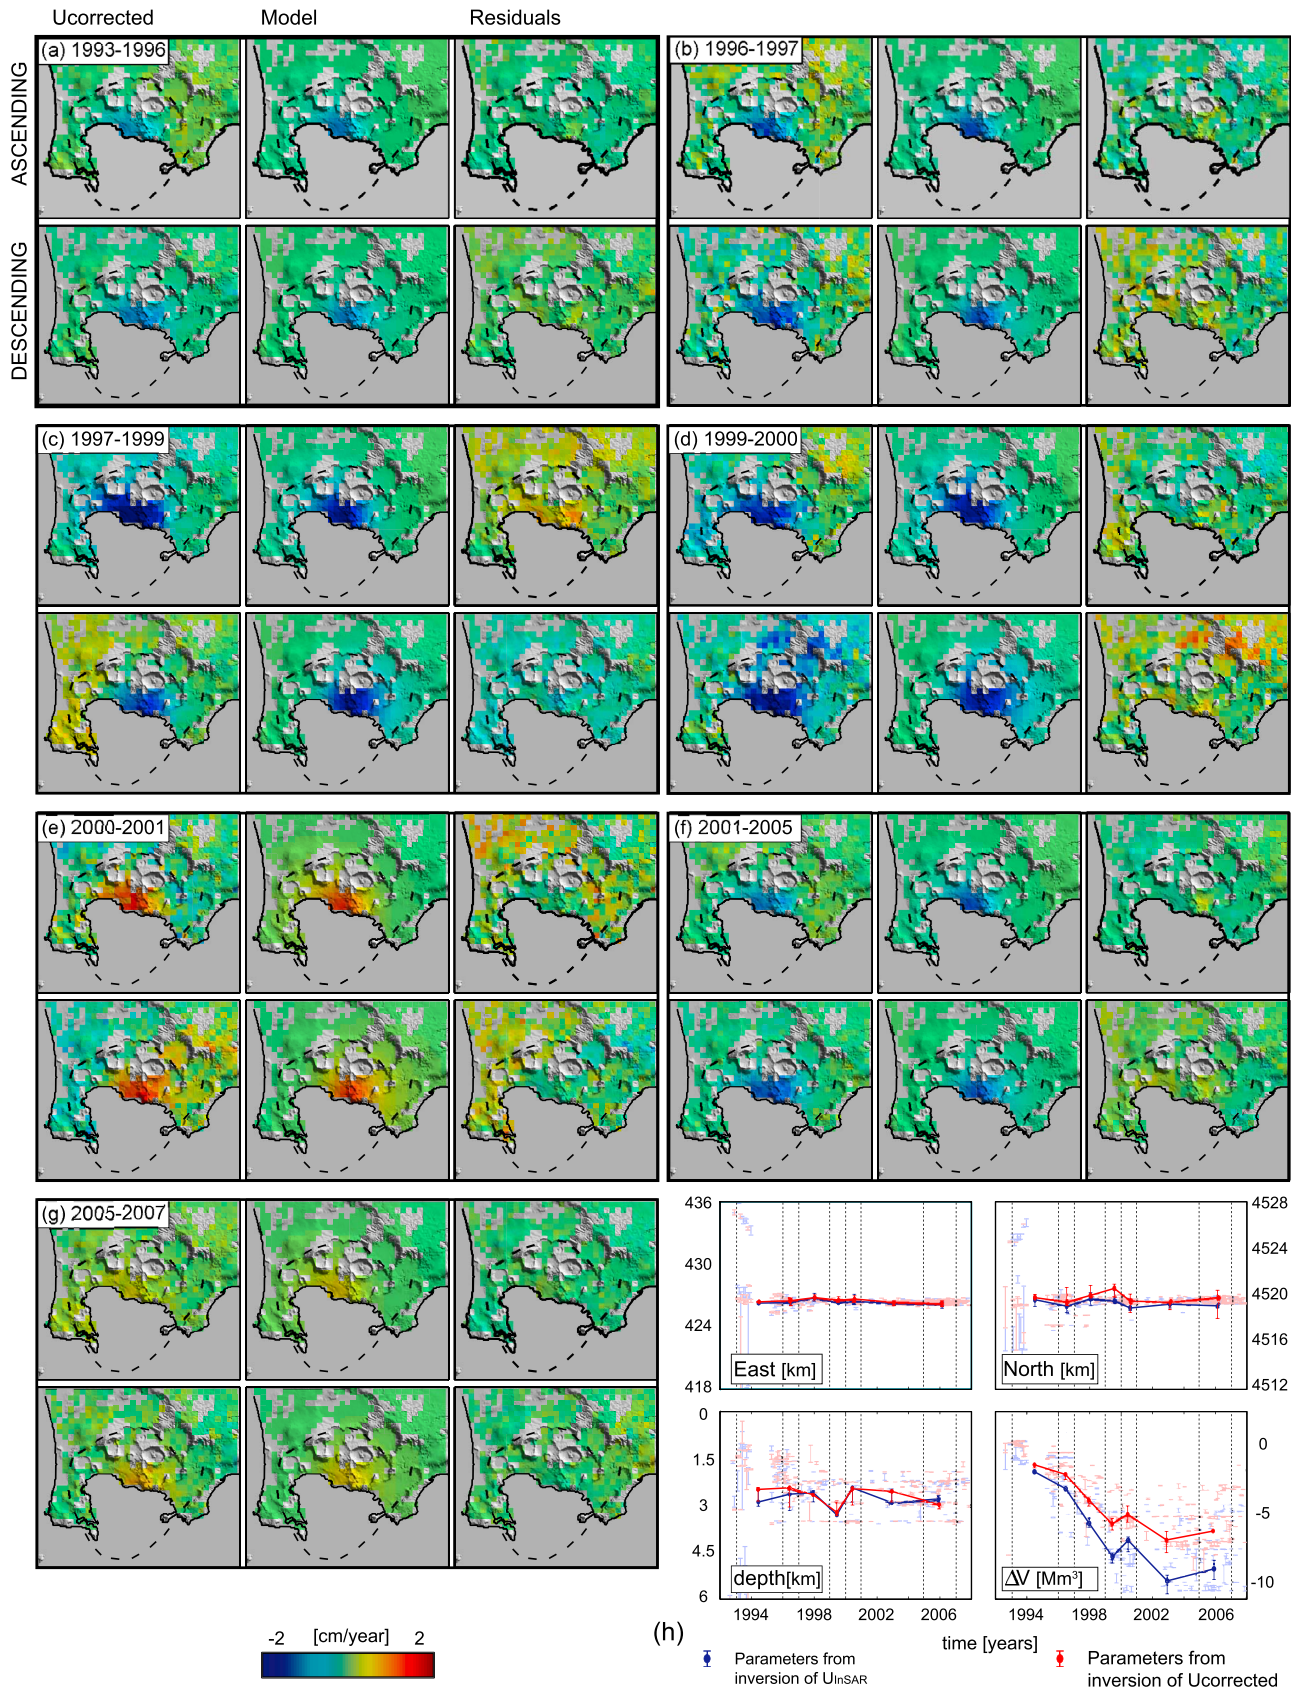 Ucorrected Model Residuals
ASCENDING
DESCENDING
(a) 1993-1996
(b) 1996-1997
(c) 1997-1999
(d) 1999-2000
(e) 2000-2001
(f) 2001-2005
(g) 2005-2007
436
430
424
418
East [km]
4528
4524
4520
4516
4512
North [km]
0
1.5
3
4.5
6
depth[km]
0
-5
-10
ΔV [Mm³]
1994 1998 2002 2006
1994 1998 2002 2006
time [years]
(h)
-2 [cm/year] 2
Parameters from
inversion of UInSAR
Parameters from
inversion of Ucorrected